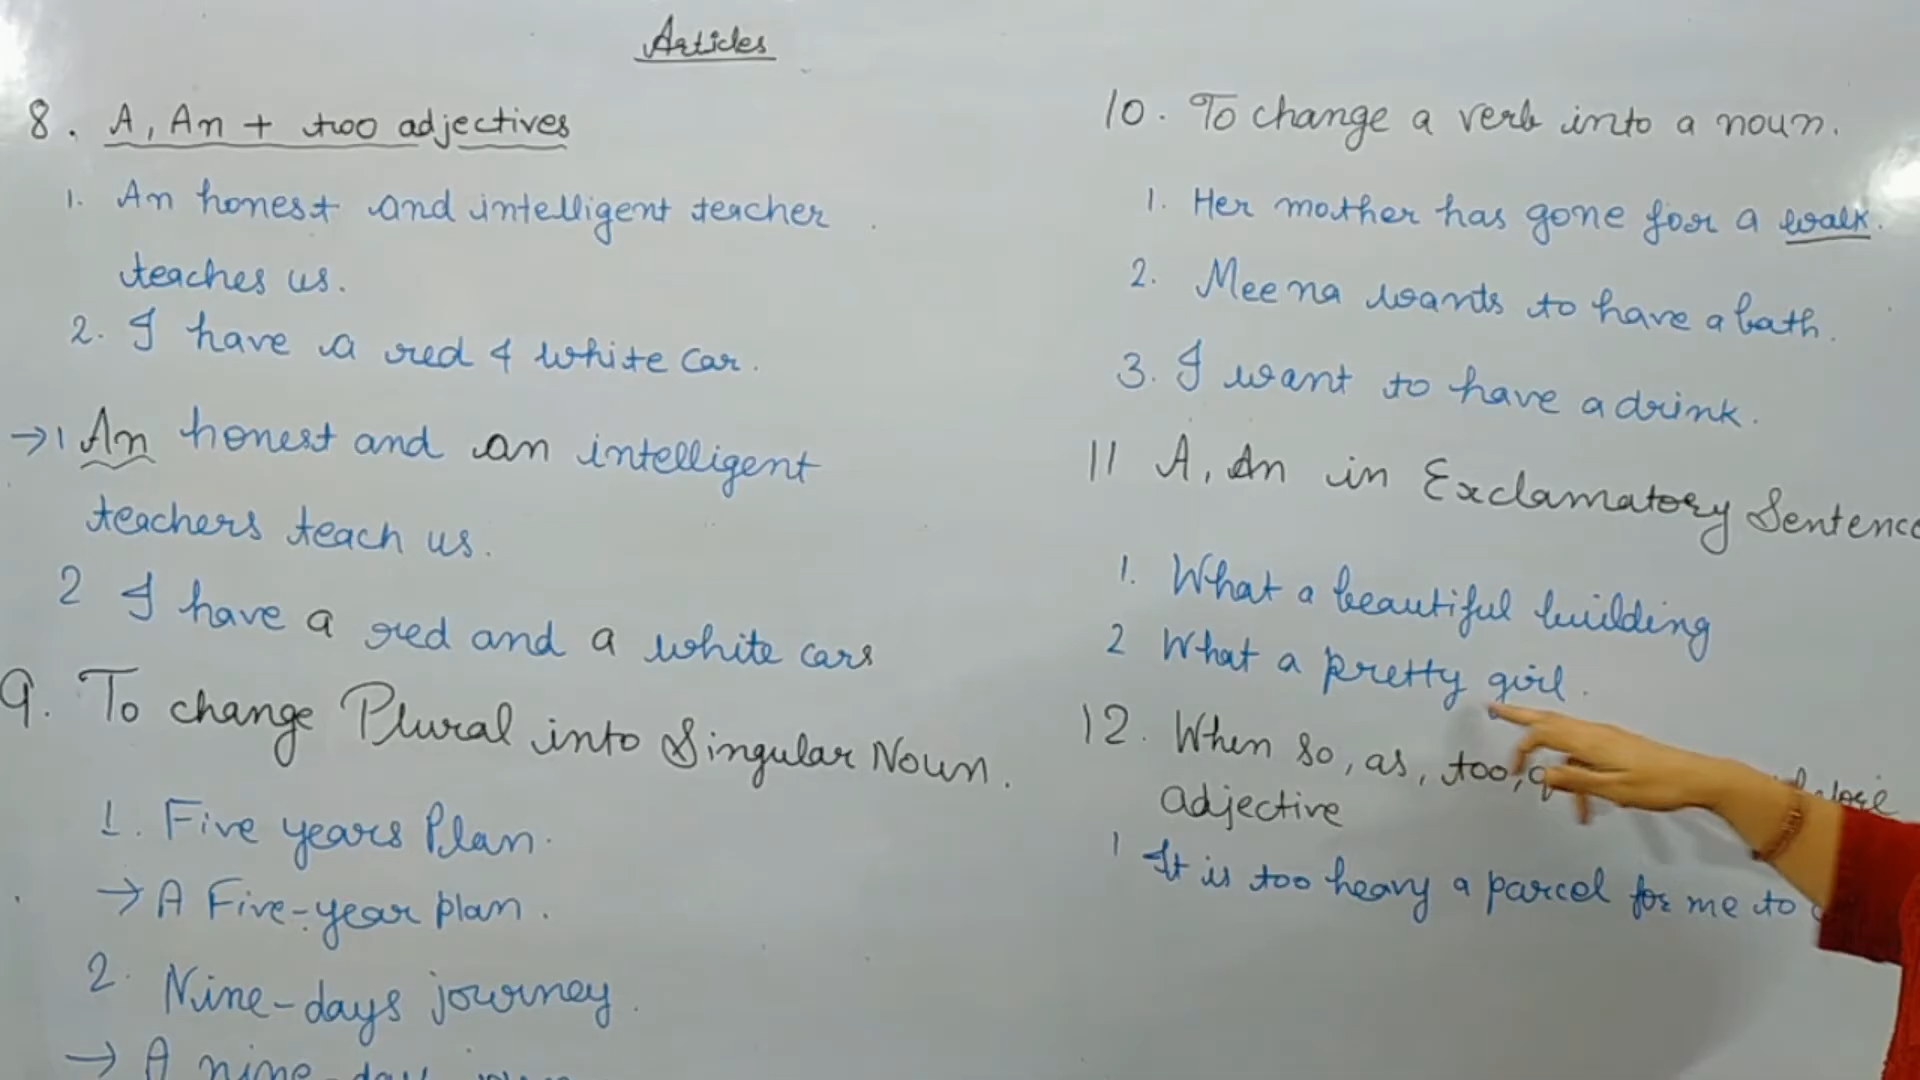 Articles
8. A, An + two adjectives
1. An honest and intelligent teacher
teaches us.
2. I have a red & white car.
→1 An honest and an intelligent
teachers teach us.
2 I have a red and a white cars
9. To change Plural into Singular Noun.
1. Five years Plan.
→ A Five-year plan.
2. Nine-days journey.
→ A nine-day
10. To change a verb into a noun.
1. Her mother has gone for a walk.
2. Meena wants to have a bath.
3. I want to have a drink.
11 A, An in Exclamatory Sentence
1. What a beautiful building
2 What a pretty girl.
12. When so, as, too,
adjective
1 It is too heavy a parcel for me to